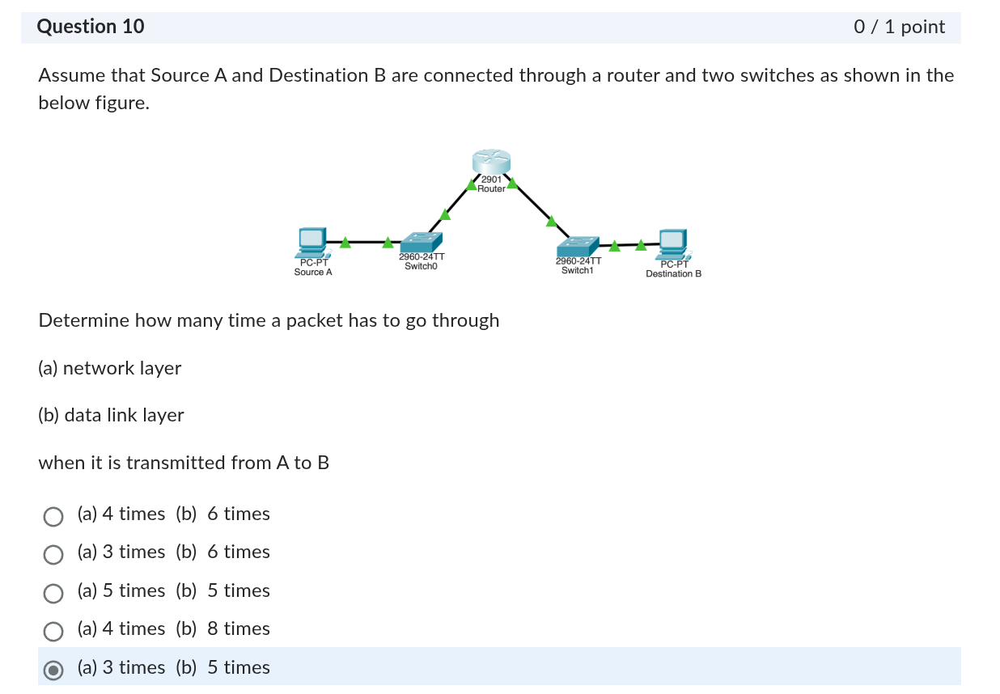 Question 10
0 / 1 point
Assume that Source A and Destination B are connected through a router and two switches as shown in the
below figure.
2901
Router
PC-PT
Source A
2960-24TT
Switch0
2960-24TT
Switch1
PC-PT
Destination B
Determine how many time a packet has to go through
(a) network layer
(b) data link layer
when it is transmitted from A to B
(a) 4 times (b) 6 times
(a) 3 times (b) 6 times
(a) 5 times (b) 5 times
(a) 4 times (b) 8 times
(a) 3 times (b) 5 times